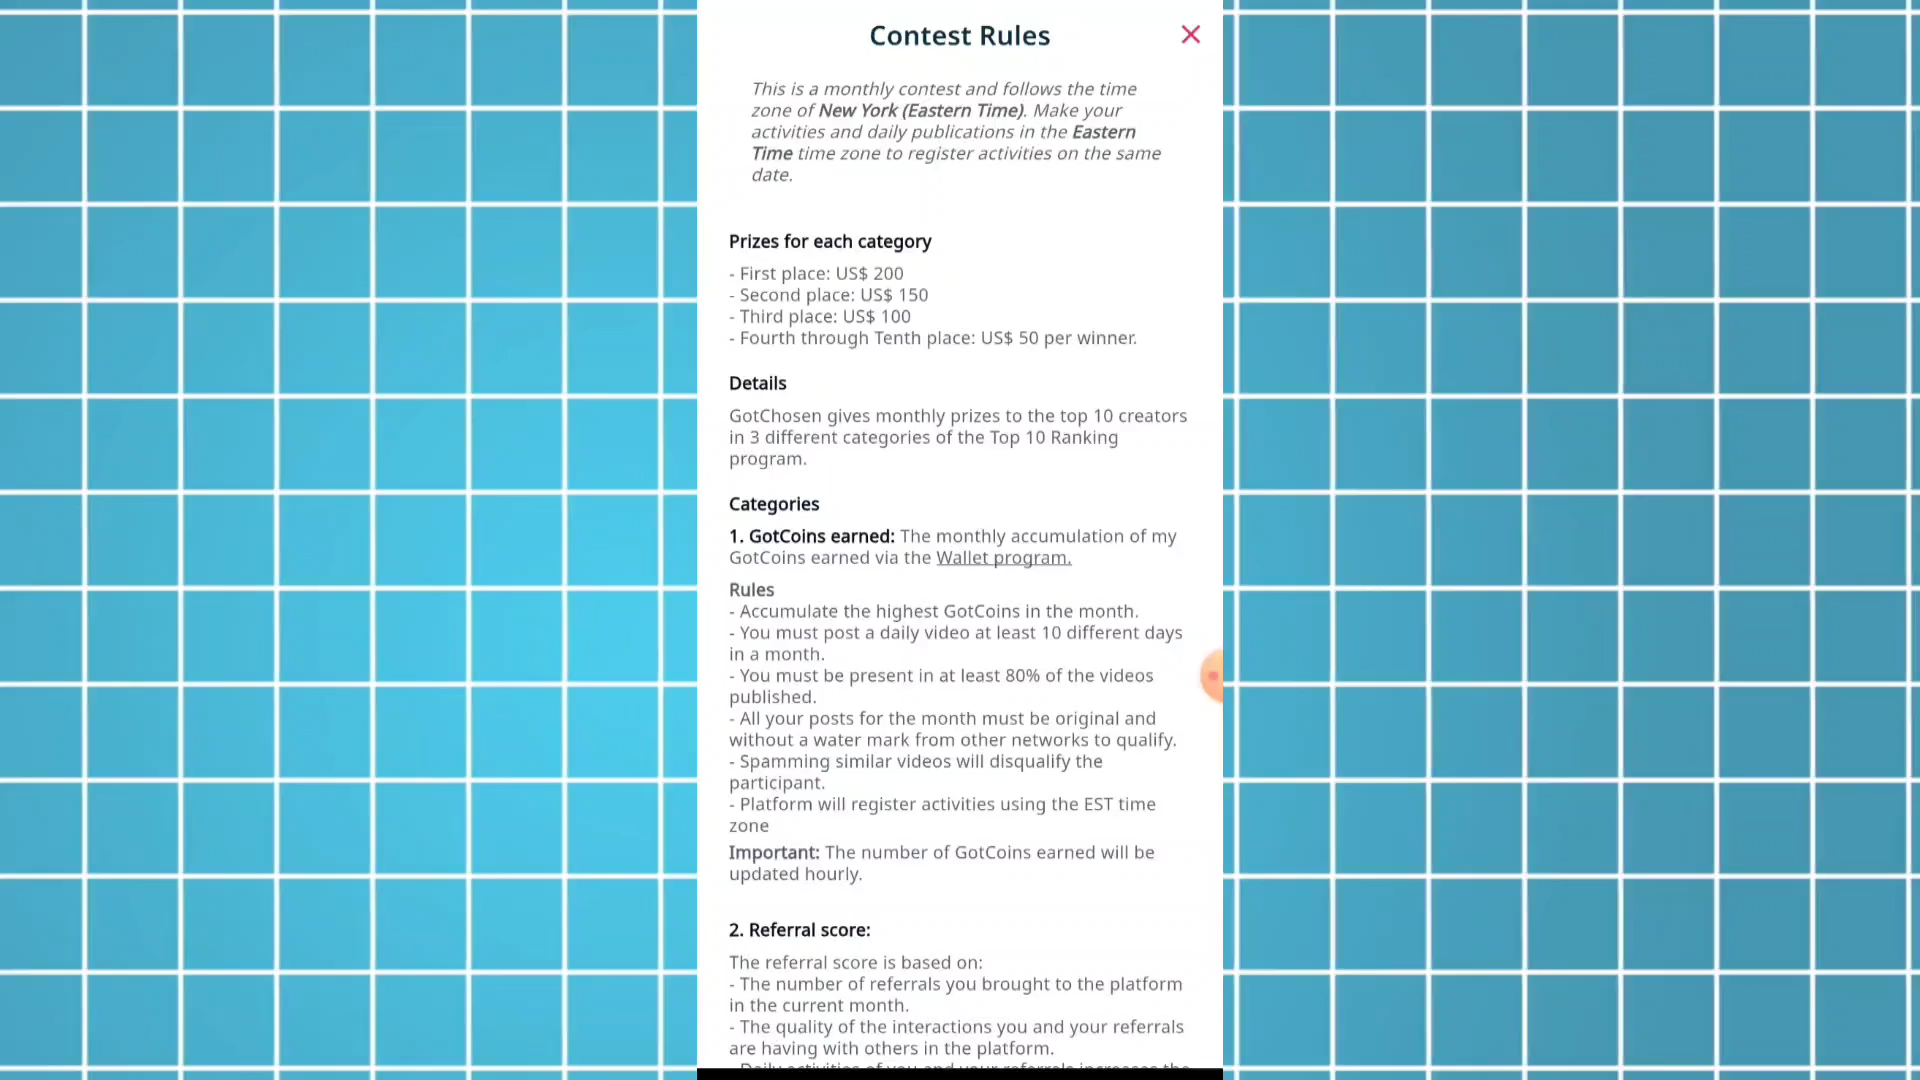 Contest Rules
This is a monthly contest and follows the time
zone of New York (Eastern Time). Make your
activities and daily publications in the Eastern
Time time zone to register activities on the same
date.
Prizes for each category
- First place: US$ 200
- Second place: US$ 150
- Third place: US$ 100
- Fourth through Tenth place: US$ 50 per winner.
Details
GotChosen gives monthly prizes to the top 10 creators
in 3 different categories of the Top 10 Ranking
program.
Categories
1. GotCoins earned: The monthly accumulation of my
GotCoins earned via the Wallet program.
Rules
- Accumulate the highest GotCoins in the month.
- You must post a daily video at least 10 different days
in a month.
- You must be present in at least 80% of the videos
published.
- All your posts for the month must be original and
without a water mark from other networks to qualify.
- Spamming similar videos will disqualify the
participant.
- Platform will register activities using the EST time
zone
Important: The number of GotCoins earned will be
updated hourly.
2. Referral score:
The referral score is based on:
- The number of referrals you brought to the platform
in the current month.
- The quality of the interactions you and your referrals
are having with others in the platform.
- Daily activities of you and your referrals increases the